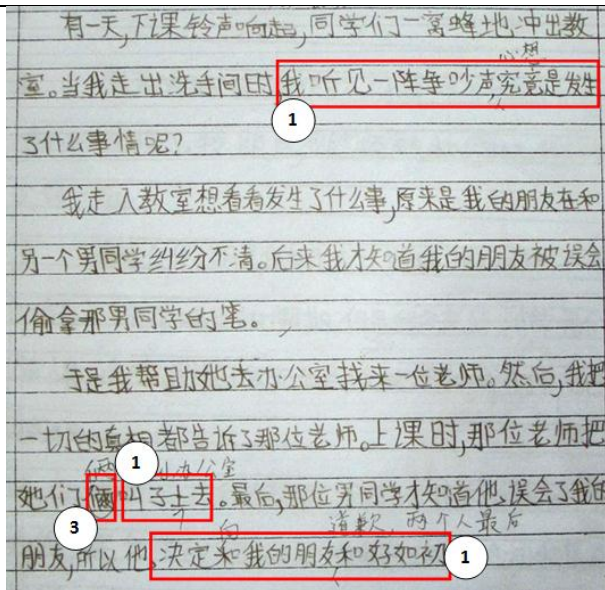 有一天,下课铃声响起,同学们一窝蜂地冲出教
心想
室。当我走出洗手间时,我听见一阵争吵声,究竟是发生
1
了什么事情呢?
我走入教室想看看发生了什么事,原来是我的朋友在和
另一个男同学纠纷不清。后来我才知道我的朋友被误会
偷拿那男同学的。
于是我帮助她去办公室找来一位老师。然后,我把
一切的真相都告诉了那位老师。上课时,那位老师把
俩 1 办公室
她们叫了上去。最后,那位男同学才知道他误会了我的
3 向 道歉,两个人最后
朋友,所以他决定和我的朋友和好如初 1